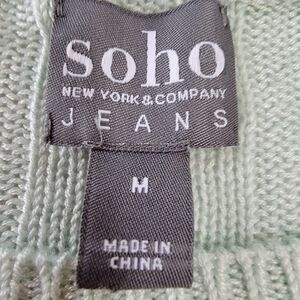 Soho
NEW YORK & COMPANY
JEANS
M
MADE IN
CHINA